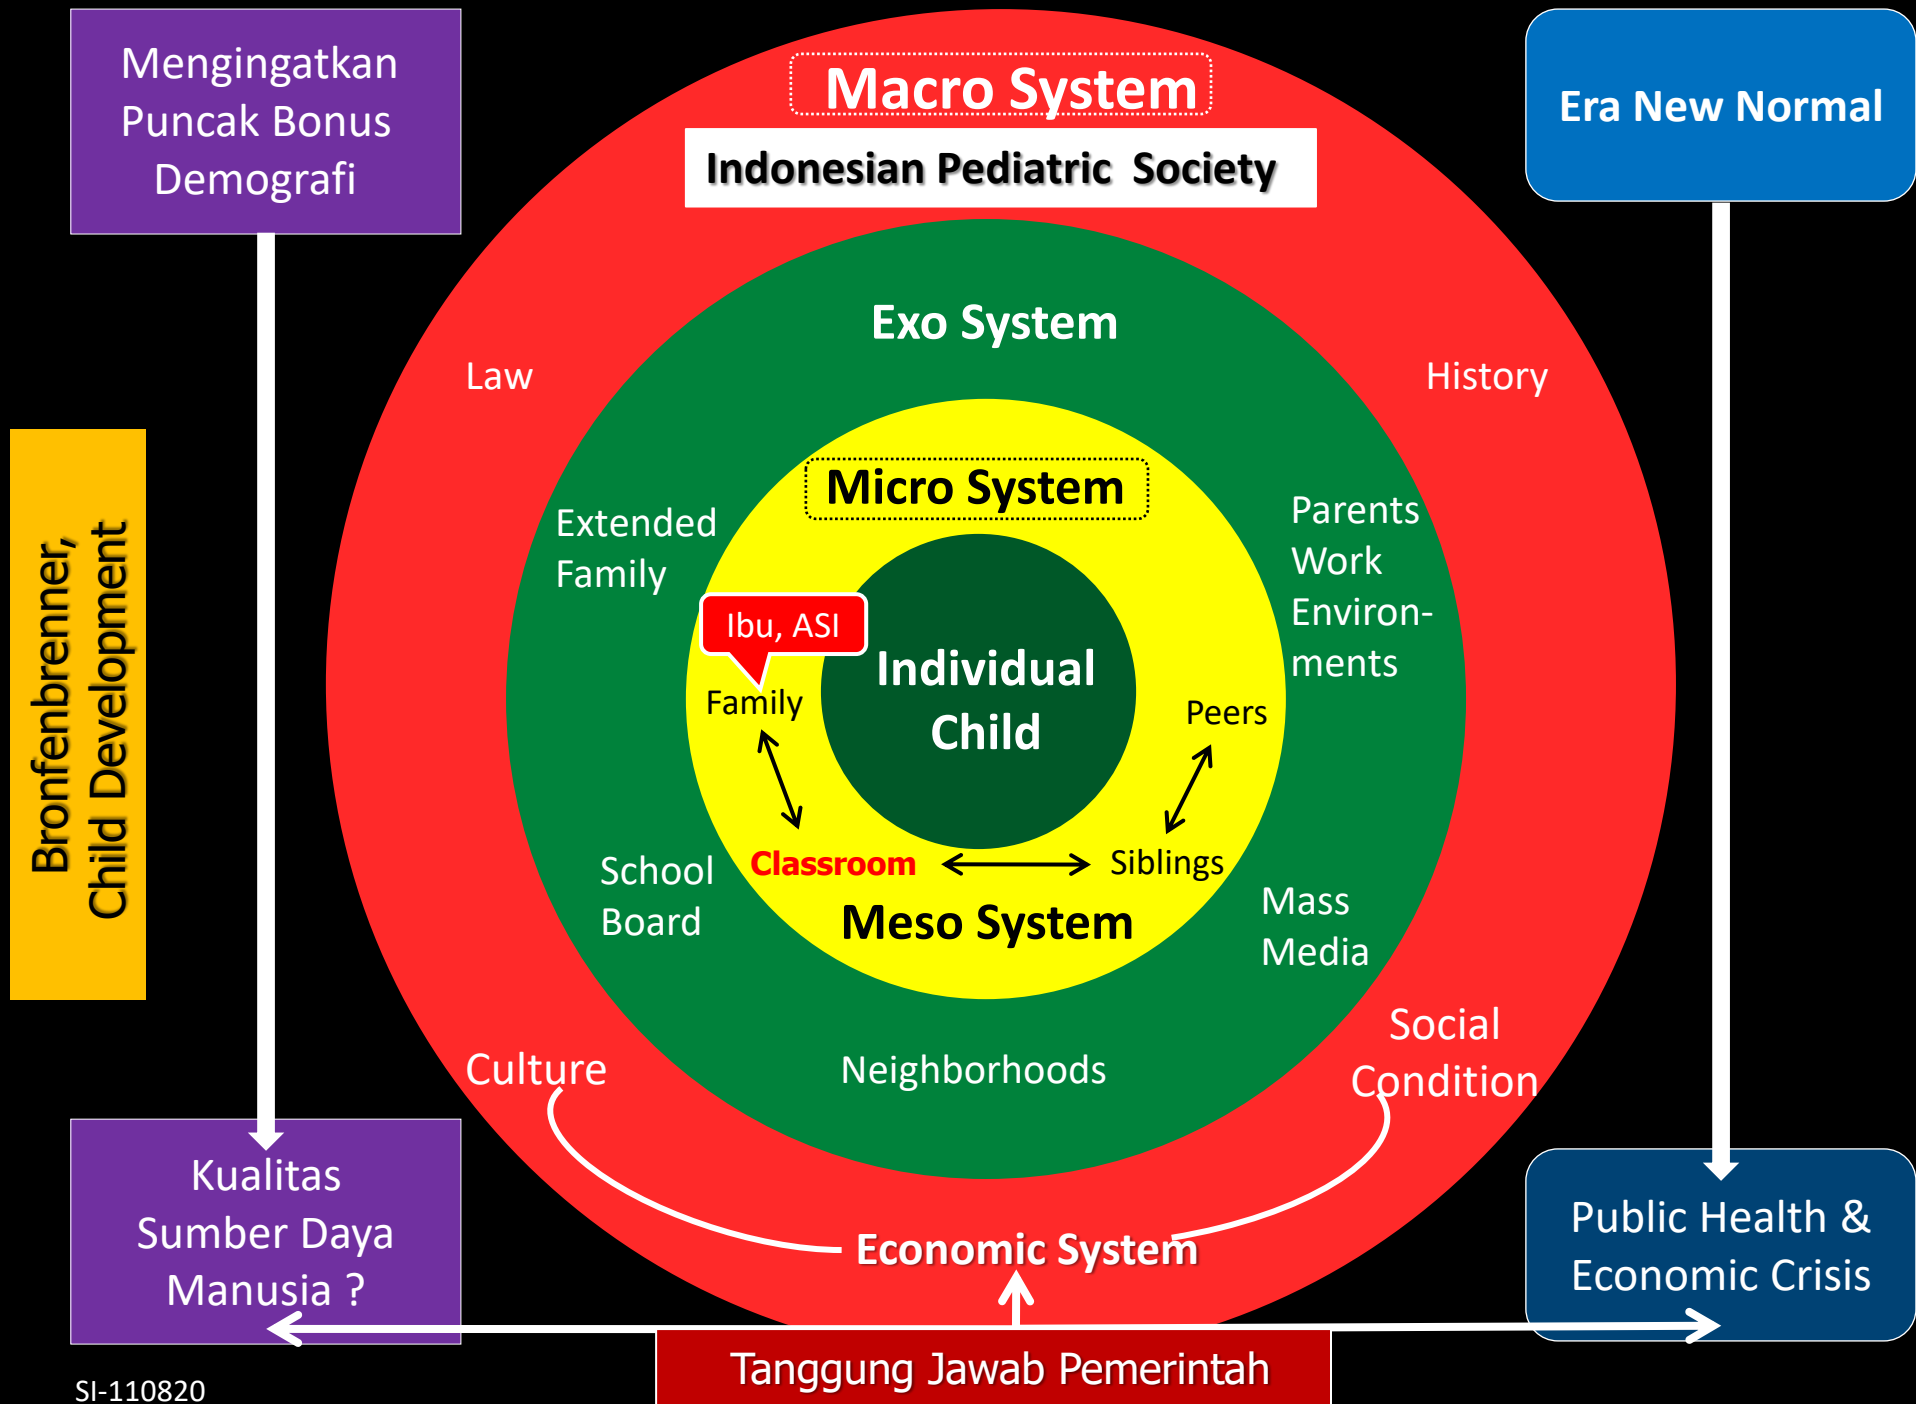 Mengingatkan
Puncak Bonus
Demografi
Macro System
Indonesian Pediatric Society
Era New Normal
Exo System
Law
History
Micro System
Extended
Family
Parents
Work
Environ-
ments
Bronfenbrenner,
Child Development
Ibu, ASI
Individual
Child
Family
Peers
Classroom
Siblings
School
Board
Meso System
Mass
Media
Culture
Neighborhoods
Social
Condition
Kualitas
Sumber Daya
Manusia ?
Economic System
Public Health &
Economic Crisis
Tanggung Jawab Pemerintah
SI-110820